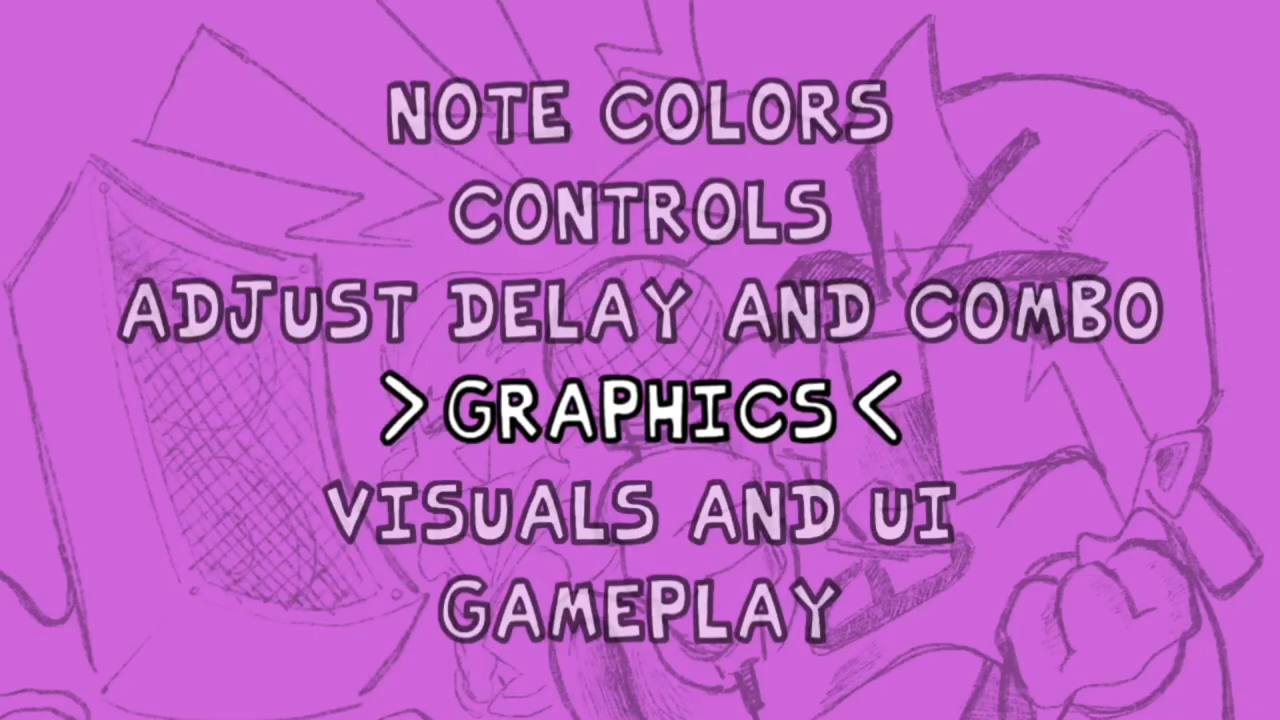 NOTE COLORS
CONTROLS
ADJUST DELAY AND COMBO
>GRAPHICS<
VISUALS AND UI
GAMEPLAY